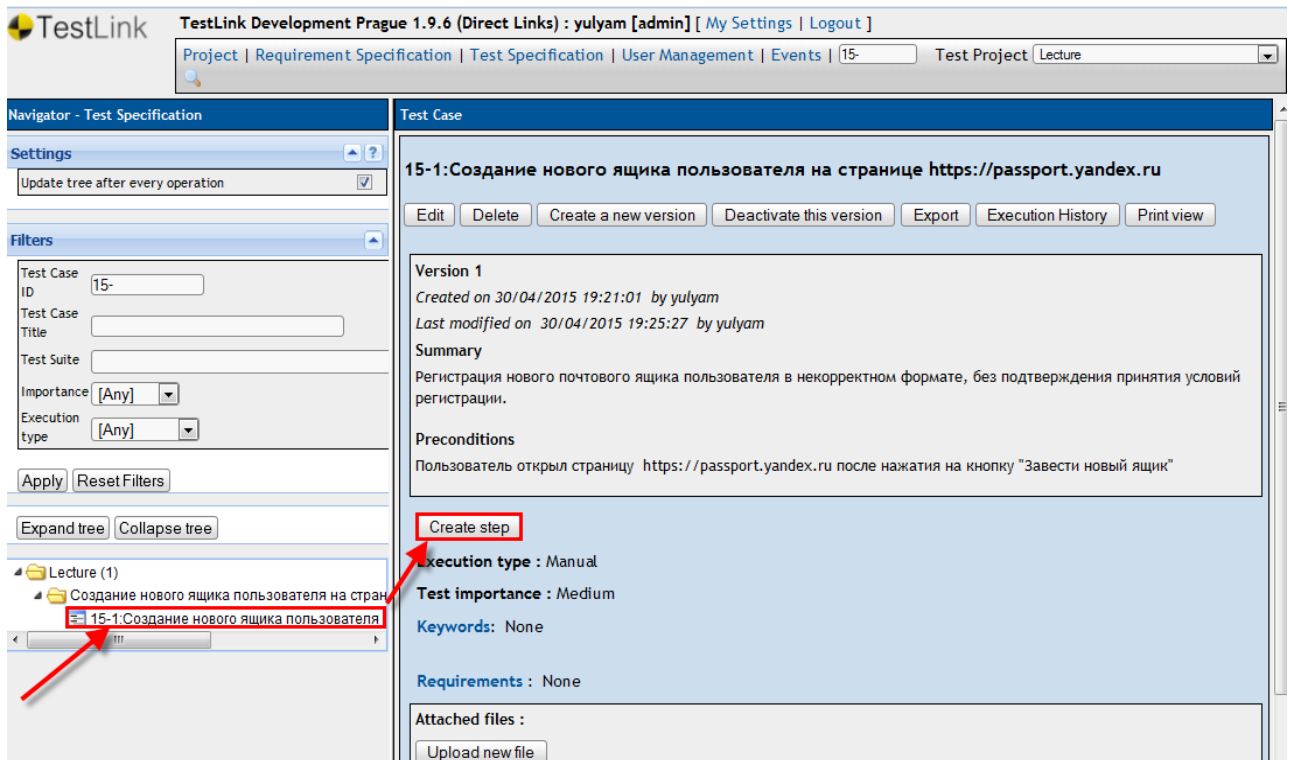 TestLink
TestLink Development Prague 1.9.6 (Direct Links) : yulyam [admin] [ My Settings | Logout ]
Project | Requirement Specification | Test Specification | User Management | Events | 15- Test Project Lecture
Navigator - Test Specification
Settings ?
Update tree after every operation
Filters
Test Case
ID 15-
Test Case
Title
Test Suite
Importance [Any]
Execution
type [Any]
Apply Reset Filters
Expand tree Collapse tree
Lecture (1)
Создание нового ящика пользователя на стран
15-1:Создание нового ящика пользователя
Test Case
15-1:Создание нового ящика пользователя на странице https://passport.yandex.ru
Edit Delete Create a new version Deactivate this version Export Execution History Print view
Version 1
Created on 30/04/2015 19:21:01 by yulyam
Last modified on 30/04/2015 19:25:27 by yulyam
Summary
Регистрация нового почтового ящика пользователя в некорректном формате, без подтверждения принятия условий
регистрации.
Preconditions
Пользователь открыл страницу https://passport.yandex.ru после нажатия на кнопку "Завести новый ящик"
Create step
Execution type : Manual
Test importance : Medium
Keywords: None
Requirements : None
Attached files :
Upload new file